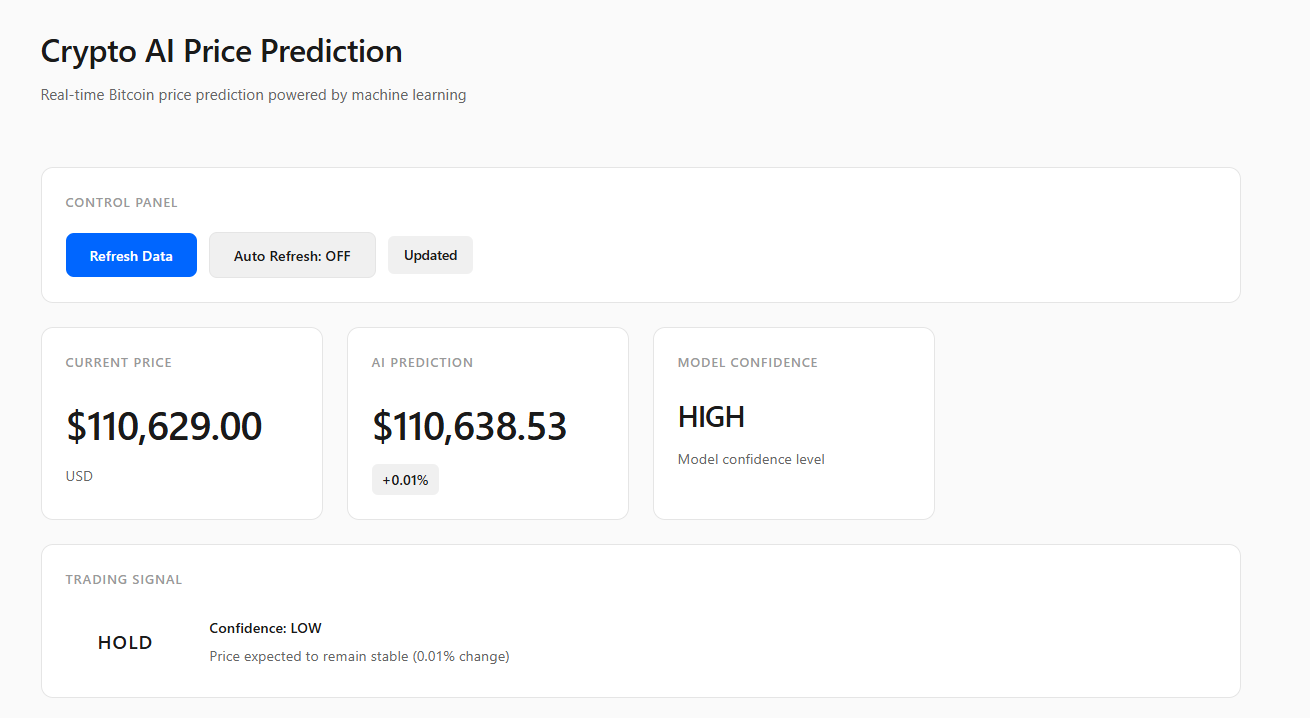 Crypto AI Price Prediction
Real-time Bitcoin price prediction powered by machine learning
CONTROL PANEL
Refresh Data
Auto Refresh: OFF
Updated
CURRENT PRICE
$110,629.00
USD
AI PREDICTION
$110,638.53
+0.01%
MODEL CONFIDENCE
HIGH
Model confidence level
TRADING SIGNAL
HOLD
Confidence: LOW
Price expected to remain stable (0.01% change)